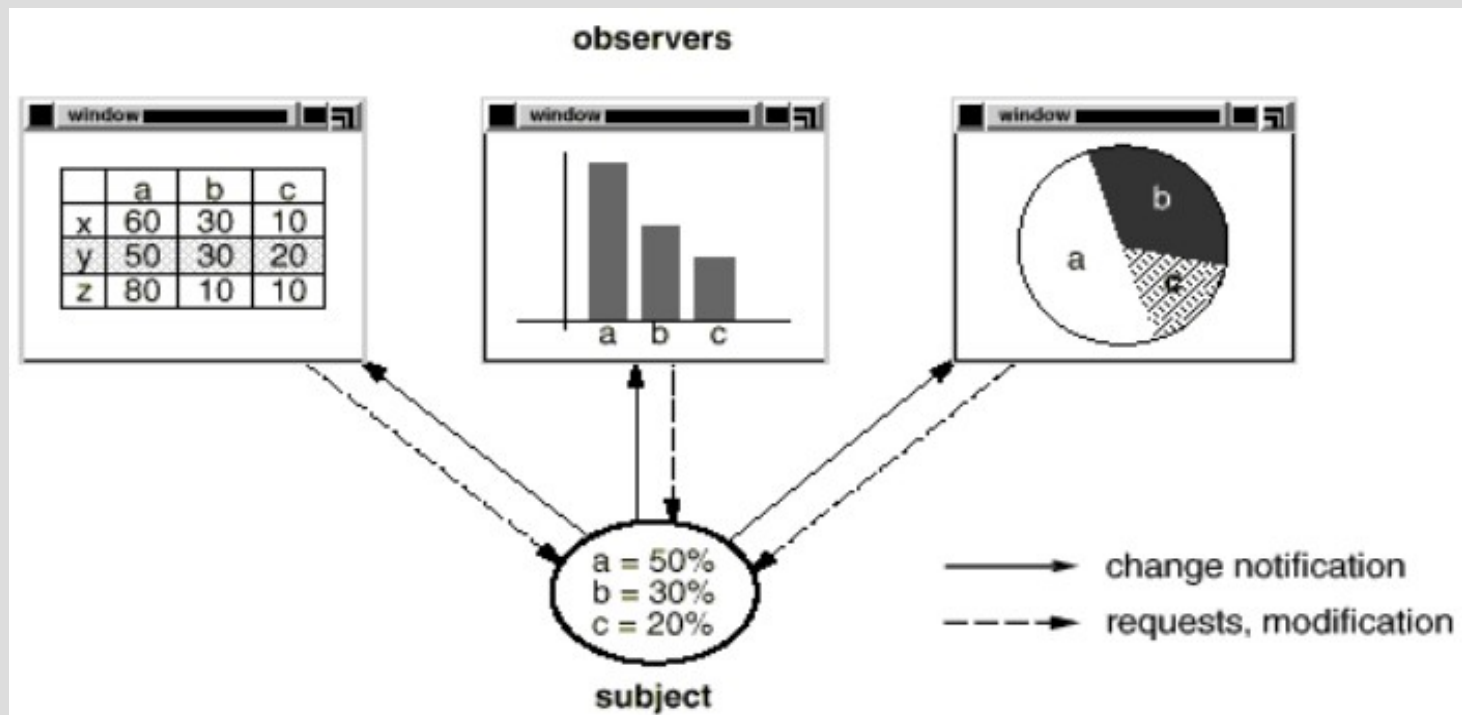 observers
window
window
window
a b c
x 60 30 10
y 50 30 20
z 80 10 10
a b c
b
a
c
a = 50%
b = 30%
c = 20%
change notification
requests, modification
subject